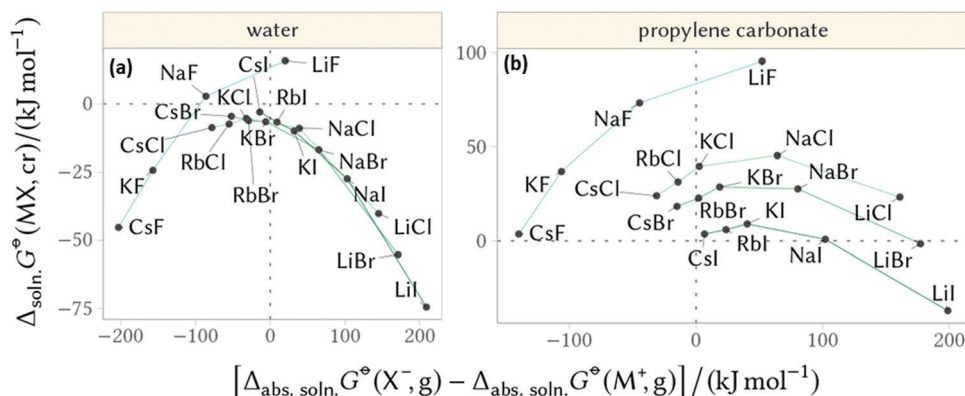 water
propylene carbonate
(a)
(b)
Δsoln.G⦵(MX, cr)/(kJ mol⁻¹)
0
−25
−50
−75
CsI
LiF
NaF
KCl
RbI
CsBr
NaCl
CsCl
KBr
RbCl
KI
NaBr
KF
RbBr
NaI
LiCl
CsF
LiBr
LiI
−200
−100
0
100
200
100
50
0
LiF
NaF
KCl
NaCl
RbCl
KF
KBr
NaBr
CsCl
CsBr
RbBr
KI
LiCl
CsF
CsI
RbI
NaI
LiBr
LiI
−100
0
100
200
[Δabs. soln.G⦵(X⁻, g) − Δabs. soln.G⦵(M⁺, g)]/(kJ mol⁻¹)